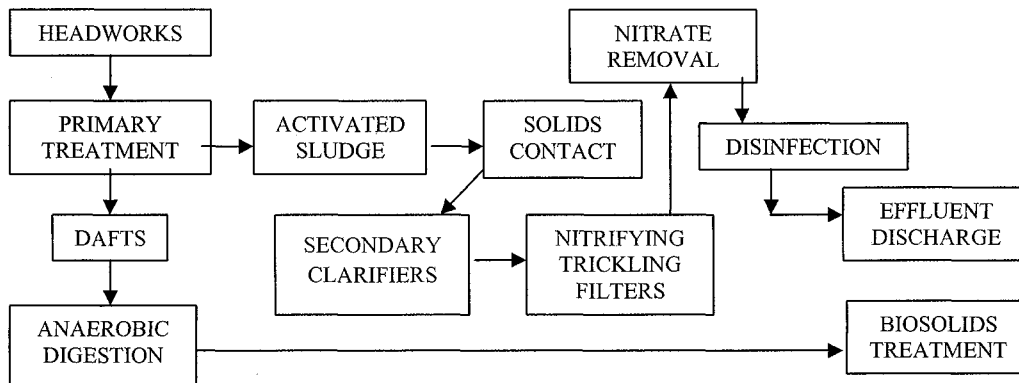 HEADWORKS
PRIMARY
TREATMENT
ACTIVATED
SLUDGE
SOLIDS
CONTACT
NITRATE
REMOVAL
DISINFECTION
EFFLUENT
DISCHARGE
DAFTS
SECONDARY
CLARIFIERS
NITRIFYING
TRICKLING
FILTERS
ANAEROBIC
DIGESTION
BIOSOLIDS
TREATMENT